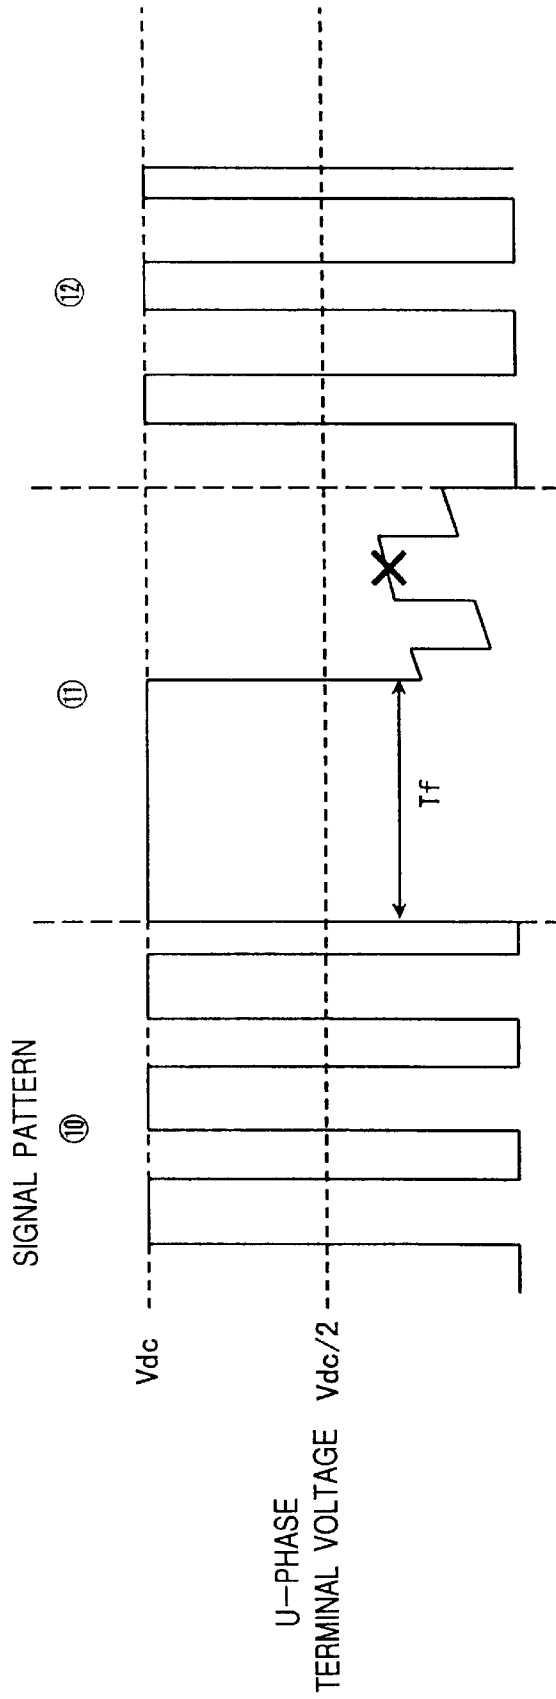 SIGNAL PATTERN
⑩
⑪
⑫
Vdc
Vdc/2
U-PHASE
TERMINAL VOLTAGE
Tf